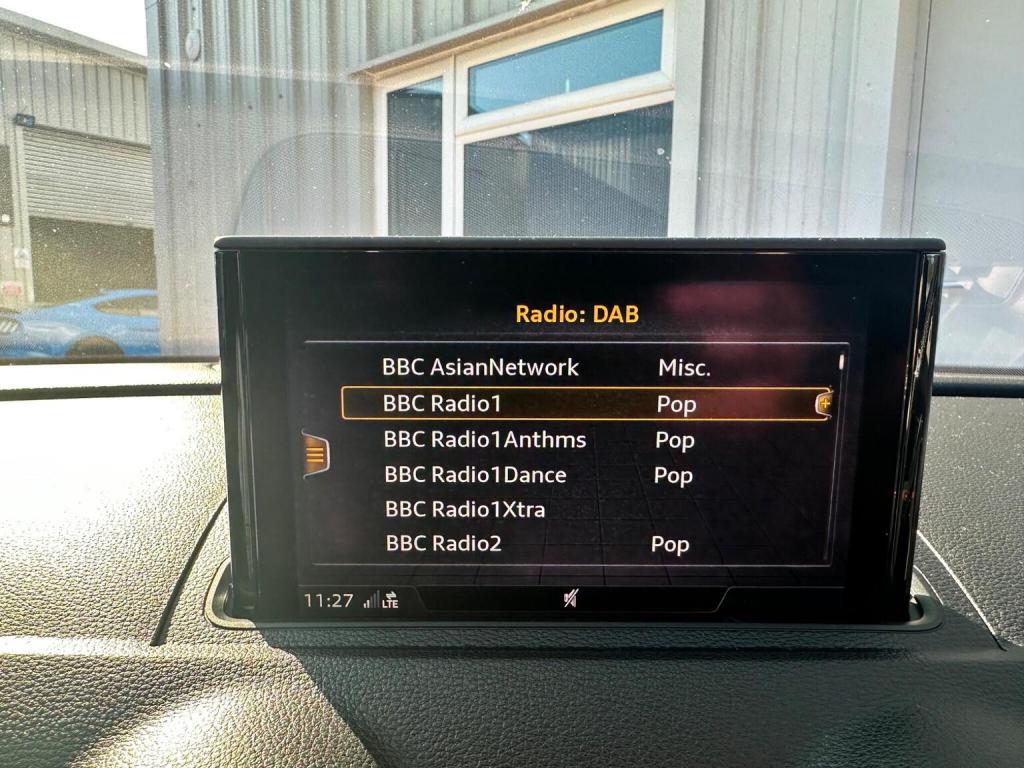 Radio: DAB
BBC AsianNetwork Misc.
BBC Radio1 Pop
BBC Radio1Anthms Pop
BBC Radio1Dance Pop
BBC Radio1Xtra
BBC Radio2 Pop
11:27 LTE